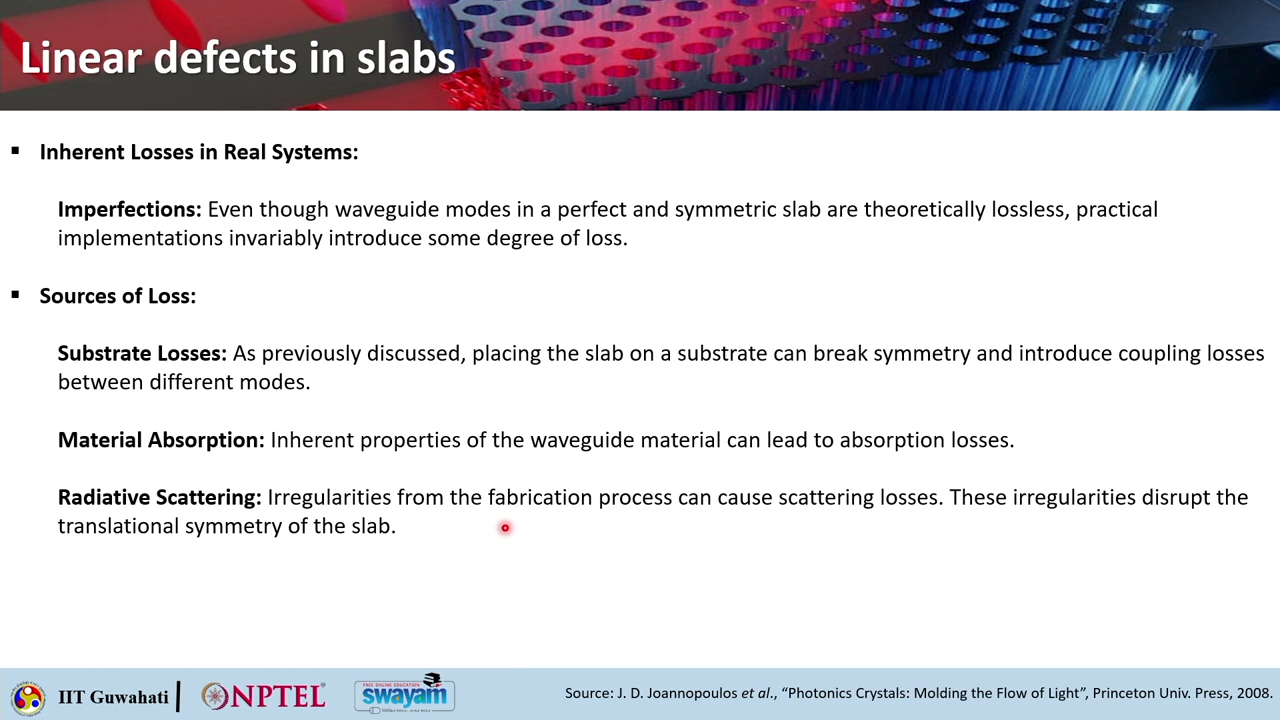 Linear defects in slabs
▪ Inherent Losses in Real Systems:
Imperfections: Even though waveguide modes in a perfect and symmetric slab are theoretically lossless, practical
implementations invariably introduce some degree of loss.
▪ Sources of Loss:
Substrate Losses: As previously discussed, placing the slab on a substrate can break symmetry and introduce coupling losses
between different modes.
Material Absorption: Inherent properties of the waveguide material can lead to absorption losses.
Radiative Scattering: Irregularities from the fabrication process can cause scattering losses. These irregularities disrupt the
translational symmetry of the slab.
IIT Guwahati
NPTEL
FREE ONLINE EDUCATION
swayam
Source: J. D. Joannopoulos et al., “Photonics Crystals: Molding the Flow of Light”, Princeton Univ. Press, 2008.